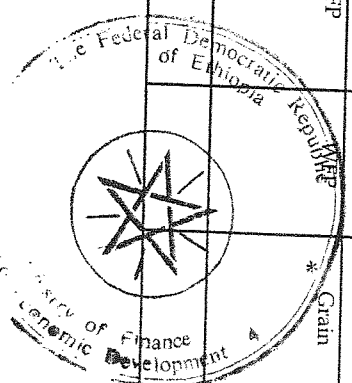 The Federal Democratic Republic
of Ethiopia
Ministry of Finance
Economic Development
WFP
* Grain